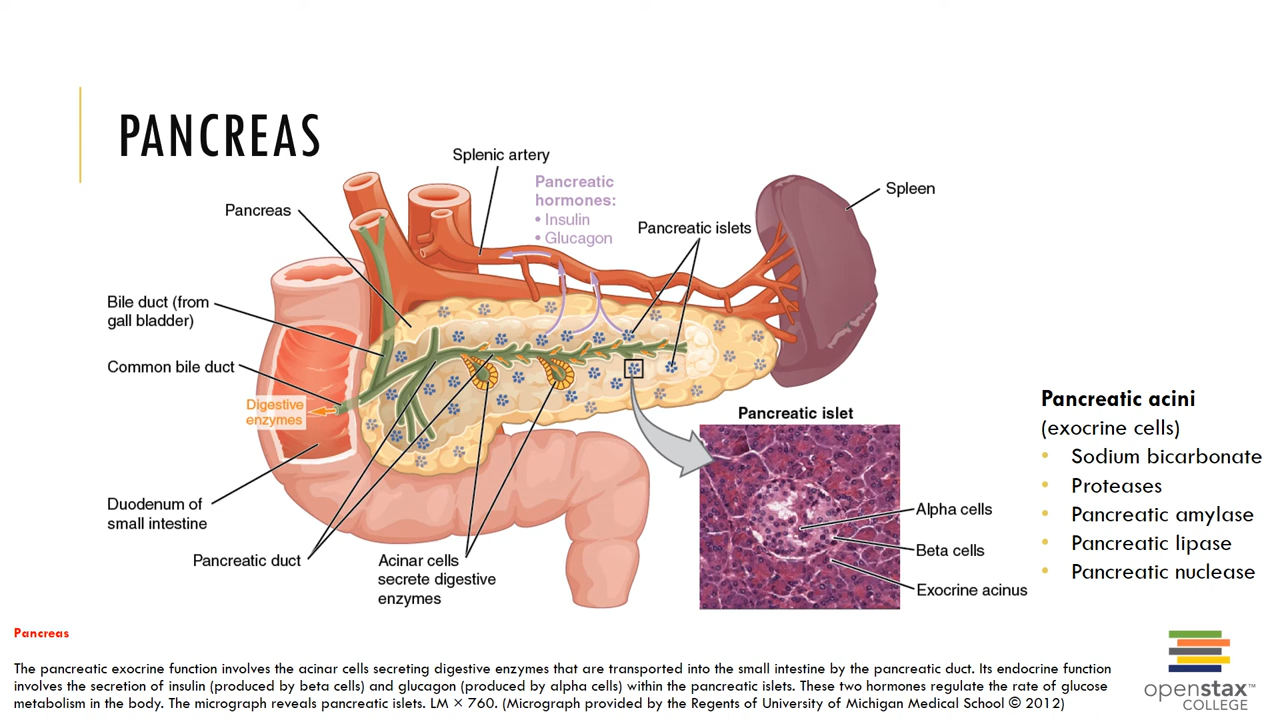 PANCREAS
Splenic artery
Pancreatic
hormones:
• Insulin
• Glucagon
Spleen
Pancreas
Pancreatic islets
Bile duct (from
gall bladder)
Common bile duct
Digestive
enzymes
Duodenum of
small intestine
Pancreatic duct
Acinar cells
secrete digestive
enzymes
Pancreatic islet
Alpha cells
Beta cells
Exocrine acinus
Pancreatic acini
(exocrine cells)
• Sodium bicarbonate
• Proteases
• Pancreatic amylase
• Pancreatic lipase
• Pancreatic nuclease
Pancreas
The pancreatic exocrine function involves the acinar cells secreting digestive enzymes that are transported into the small intestine by the pancreatic duct. Its endocrine function
involves the secretion of insulin (produced by beta cells) and glucagon (produced by alpha cells) within the pancreatic islets. These two hormones regulate the rate of glucose
metabolism in the body. The micrograph reveals pancreatic islets. LM × 760. (Micrograph provided by the Regents of University of Michigan Medical School © 2012)
openstax™
COLLEGE